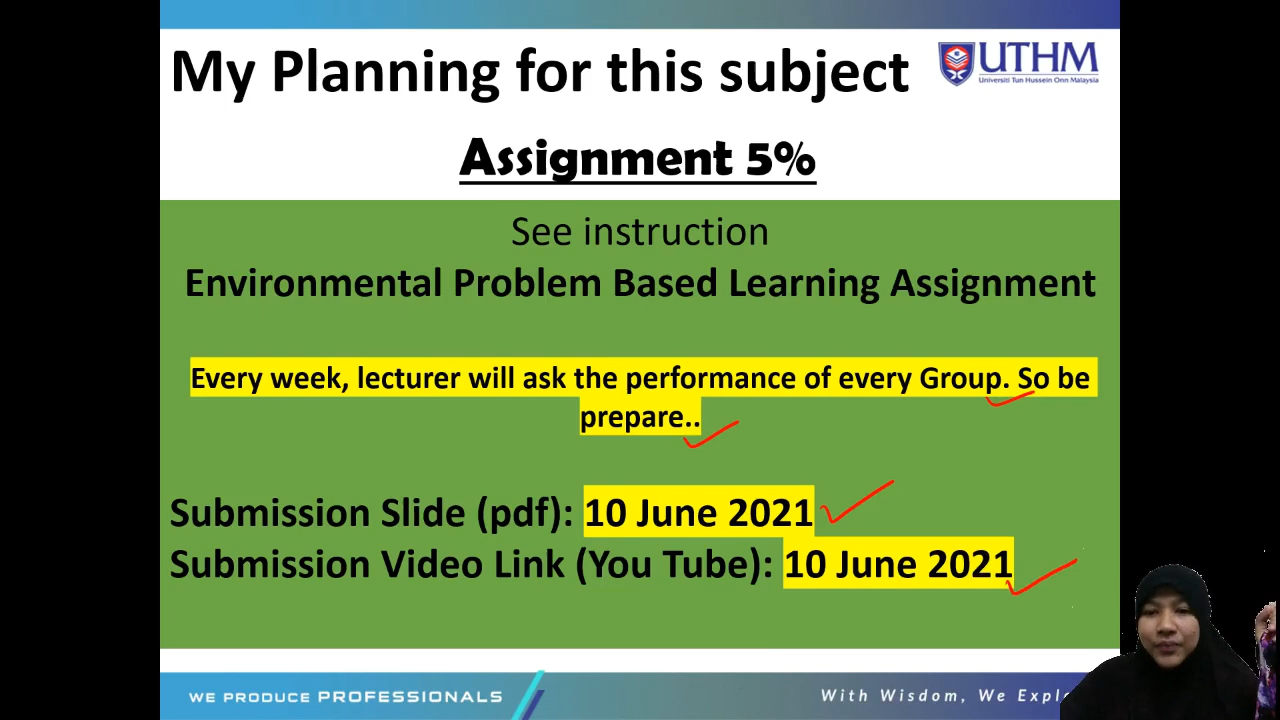 My Planning for this subject
UTHM
Universiti Tun Hussein Onn Malaysia
Assignment 5%
See instruction
Environmental Problem Based Learning Assignment
Every week, lecturer will ask the performance of every Group. So be
prepare..
Submission Slide (pdf): 10 June 2021
Submission Video Link (You Tube): 10 June 2021
WE PRODUCE PROFESSIONALS
With Wisdom, We